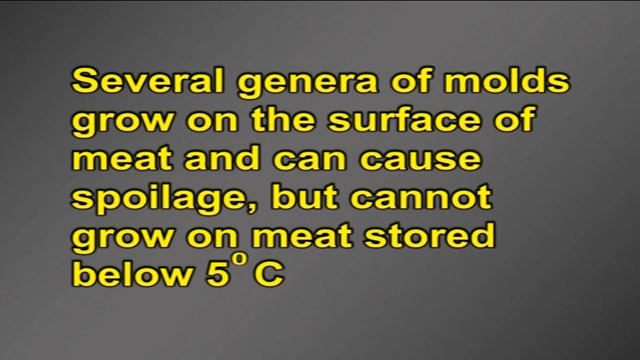 Several genera of molds
grow on the surface of
meat and can cause
spoilage, but cannot
grow on meat stored
below 5° C